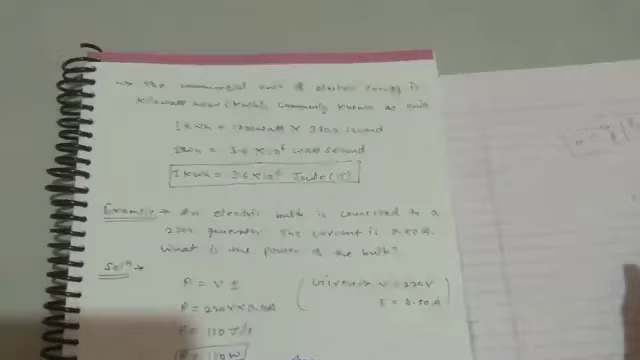 → The commercial unit of electric energy is
kilowatt hour (kWh), commonly known as unit
1 kWh = 1000 watt × 3600 second
1kWh = 3.6 × 10⁶ watt second
1 kWh = 3.6 × 10⁶ Joule (J)
Example → An electric bulb is connected to a
220V generator. The current is 0.50A.
What is the power of the bulb?
Solⁿ →
P = V I
(Given → V = 220V
I = 0.50A)
P = 220V × 0.50A
P = 110 J/s
P = 110W